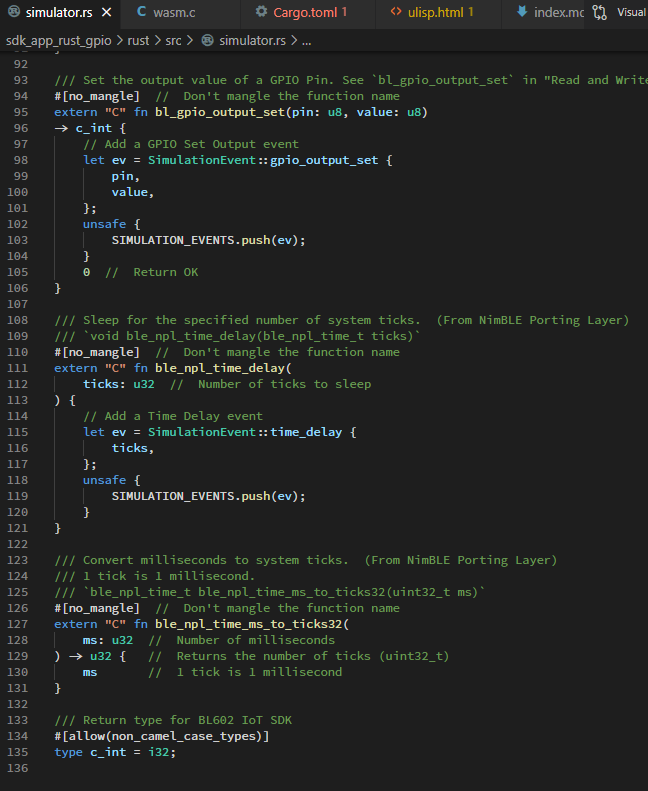 simulator.rs × C wasm.c Cargo.toml 1 <> ulisp.html 1 index.mc Visual
sdk_app_rust_gpio > rust > src > simulator.rs > ...
92
93 /// Set the output value of a GPIO Pin. See `bl_gpio_output_set` in "Read and Write
94 #[no_mangle]  //  Don't mangle the function name
95 extern "C" fn bl_gpio_output_set(pin: u8, value: u8)
96 -> c_int {
97     // Add a GPIO Set Output event
98     let ev = SimulationEvent::gpio_output_set {
99         pin,
100         value,
101     };
102     unsafe {
103         SIMULATION_EVENTS.push(ev);
104     }
105     0  //  Return OK
106 }
107
108 /// Sleep for the specified number of system ticks.  (From NimBLE Porting Layer)
109 /// `void ble_npl_time_delay(ble_npl_time_t ticks)`
110 #[no_mangle]  //  Don't mangle the function name
111 extern "C" fn ble_npl_time_delay(
112     ticks: u32  //  Number of ticks to sleep
113 ) {
114     // Add a Time Delay event
115     let ev = SimulationEvent::time_delay {
116         ticks,
117     };
118     unsafe {
119         SIMULATION_EVENTS.push(ev);
120     }
121 }
122
123 /// Convert milliseconds to system ticks.  (From NimBLE Porting Layer)
124 /// 1 tick is 1 millisecond.
125 /// `ble_npl_time_t ble_npl_time_ms_to_ticks32(uint32_t ms)`
126 #[no_mangle]  //  Don't mangle the function name
127 extern "C" fn ble_npl_time_ms_to_ticks32(
128     ms: u32  //  Number of milliseconds
129 ) -> u32 {   //  Returns the number of ticks (uint32_t)
130     ms       //  1 tick is 1 millisecond
131 }
132
133 /// Return type for BL602 IoT SDK
134 #[allow(non_camel_case_types)]
135 type c_int = i32;
136